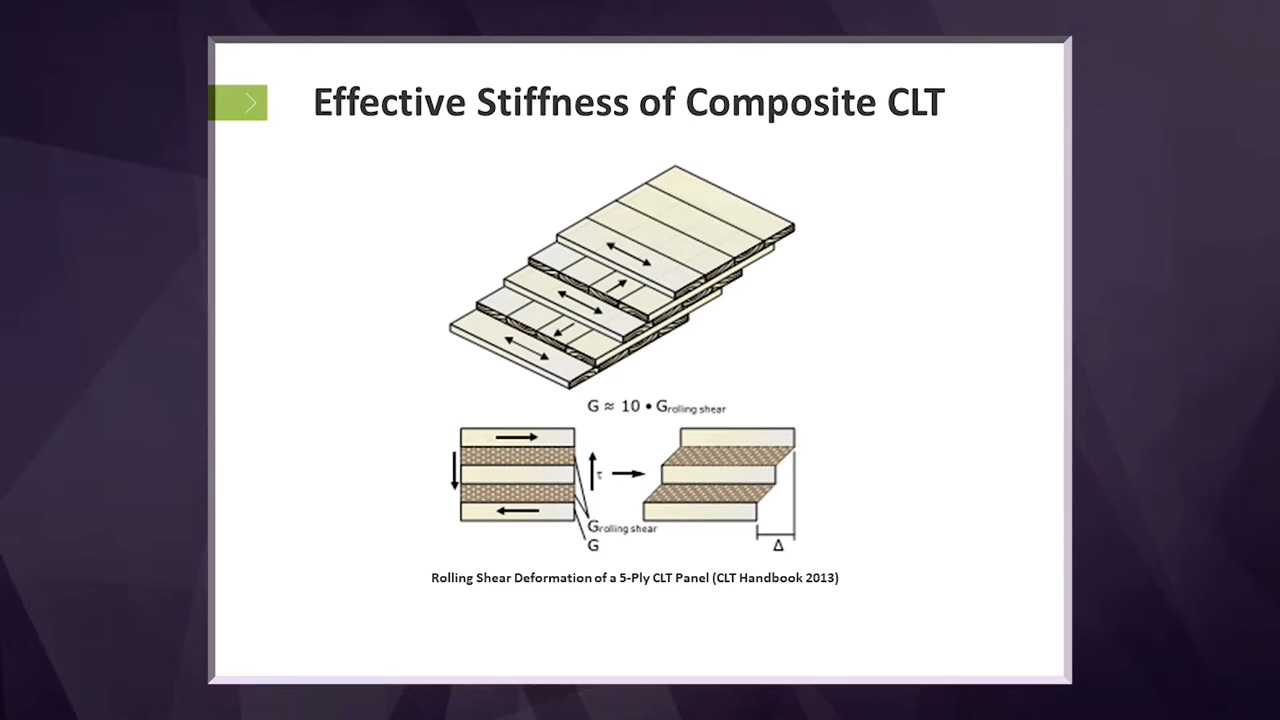 Effective Stiffness of Composite CLT
G ≈ 10 • Grolling shear
τ
Grolling shear
G
Δ
Rolling Shear Deformation of a 5-Ply CLT Panel (CLT Handbook 2013)